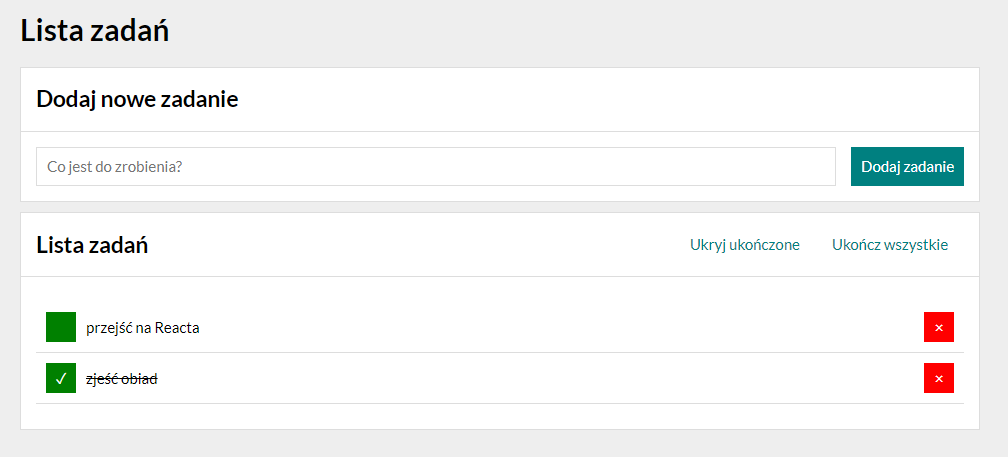 Lista zadań
Dodaj nowe zadanie
Co jest do zrobienia?
Dodaj zadanie
Lista zadań
Ukryj ukończone
Ukończ wszystkie
przejść na Reacta
×
✓ zjeść obiad
×